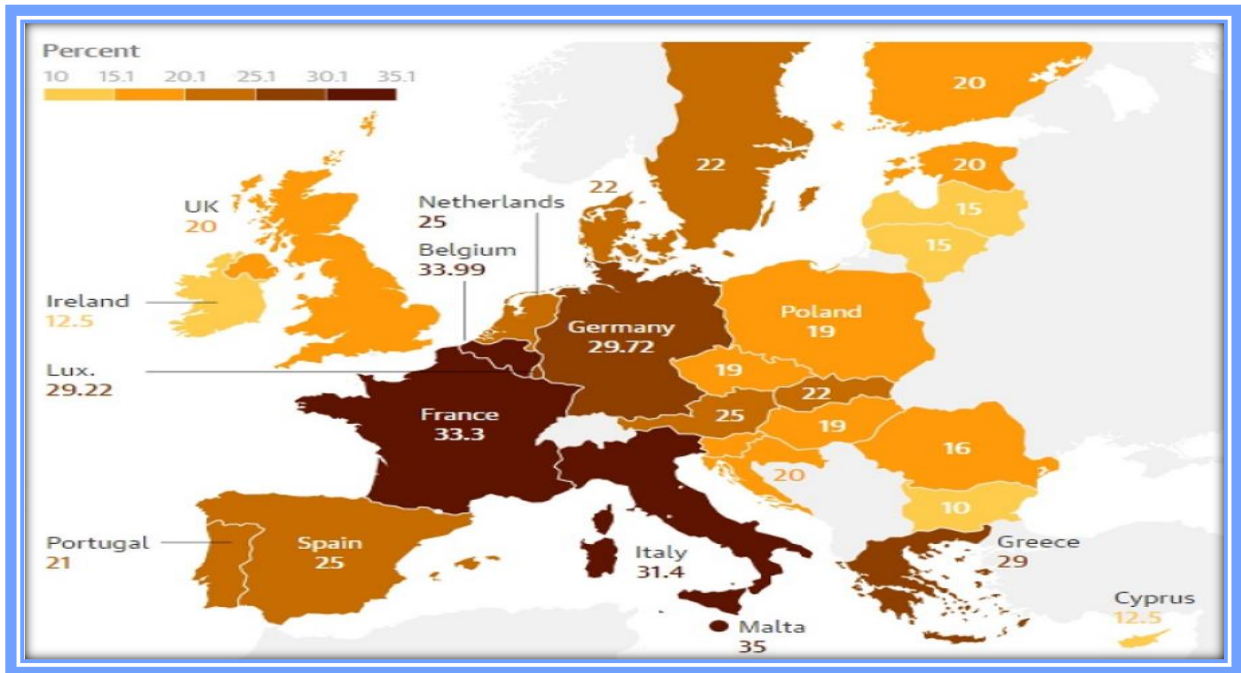 Percent
10 15.1 20.1 25.1 30.1 35.1
20
22
20
22
15
15
UK
20
Netherlands
25
Belgium
33.99
Ireland
12.5
Lux.
29.22
Germany
29.72
Poland
19
19
22
25
19
France
33.3
16
20
10
Portugal
21
Spain
25
Italy
31.4
Greece
29
Cyprus
12.5
Malta
35